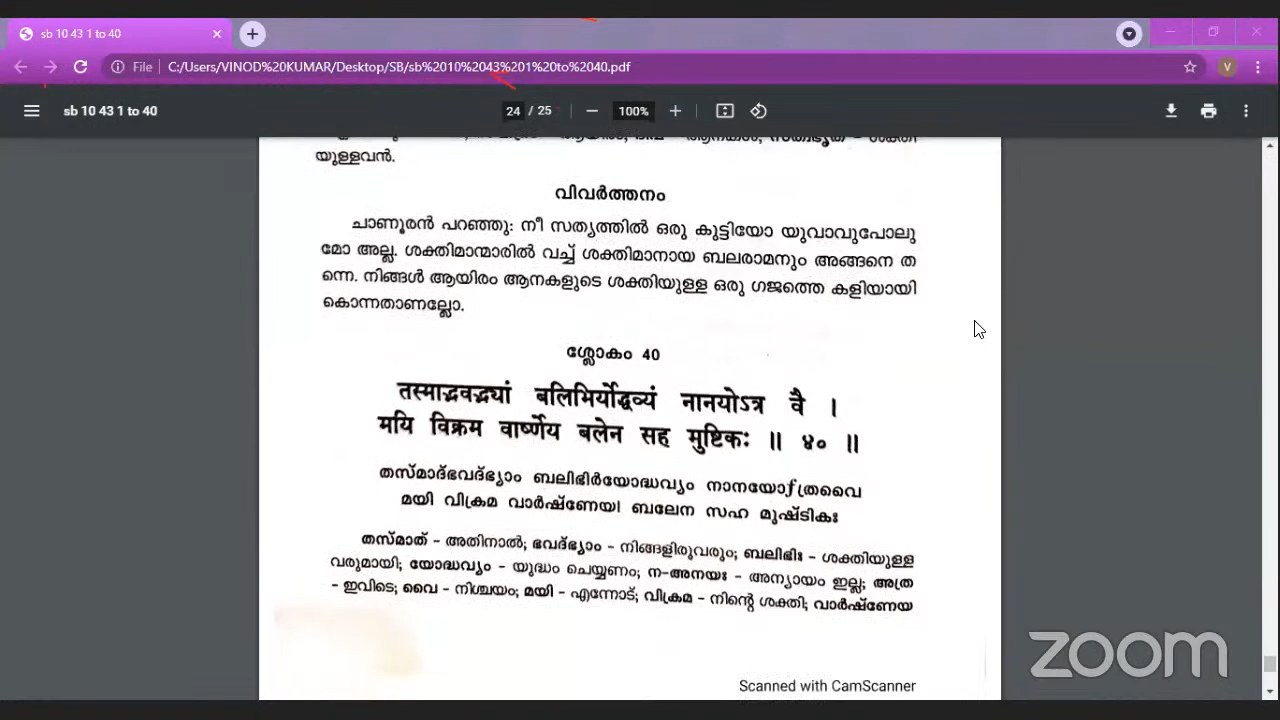 sb 10 43 1 to 40
File C:/Users/VINOD%20KUMAR/Desktop/SB/sb%2010%2043%201%20to%2040.pdf
V
sb 10 43 1 to 40
24 / 25
100%
യുള്ളവൻ.
വിവർത്തനം
ചാണൂരൻ പറഞ്ഞു: നീ സത്യത്തിൽ ഒരു കുട്ടിയോ യുവാവുപോലു
മോ അല്ല. ശക്തിമാന്മാരിൽ വച്ച് ശക്തിമാനായ ബലരാമനും അങ്ങനെ ത
ന്നെ. നിങ്ങൾ ആയിരം ആനകളുടെ ശക്തിയുള്ള ഒരു ഗജത്തെ കളിയായി
കൊന്നതാണല്ലോ.
ശ്ലോകം 40
तस्माद्भवद्भ्यां बलिभिर्योद्धव्यं नानयोऽत्र वै ।
मयि विक्रम वार्ष्णेय बलेन सह मुष्टिकः ॥ ४० ॥
തസ്മാദ്ഭവദ്ഭ്യാം ബലിഭിർയോദ്ധവ്യം നാനയോƒത്രവൈ
മയി വിക്രമ വാർഷ്ണേയ! ബലേന സഹ മുഷ്ടികഃ
തസ്മാത് - അതിനാൽ; ഭവദ്ഭ്യാം - നിങ്ങളിരുവരും; ബലിഭിഃ - ശക്തിയുള്ള
വരുമായി; യോദ്ധവ്യം - യുദ്ധം ചെയ്യണം; ന-അനയഃ - അന്യായം ഇല്ല; അത്ര
- ഇവിടെ; വൈ - നിശ്ചയം; മയി - എന്നോട്; വിക്രമ - നിന്റെ ശക്തി; വാർഷ്ണേയ
zoom
Scanned with CamScanner